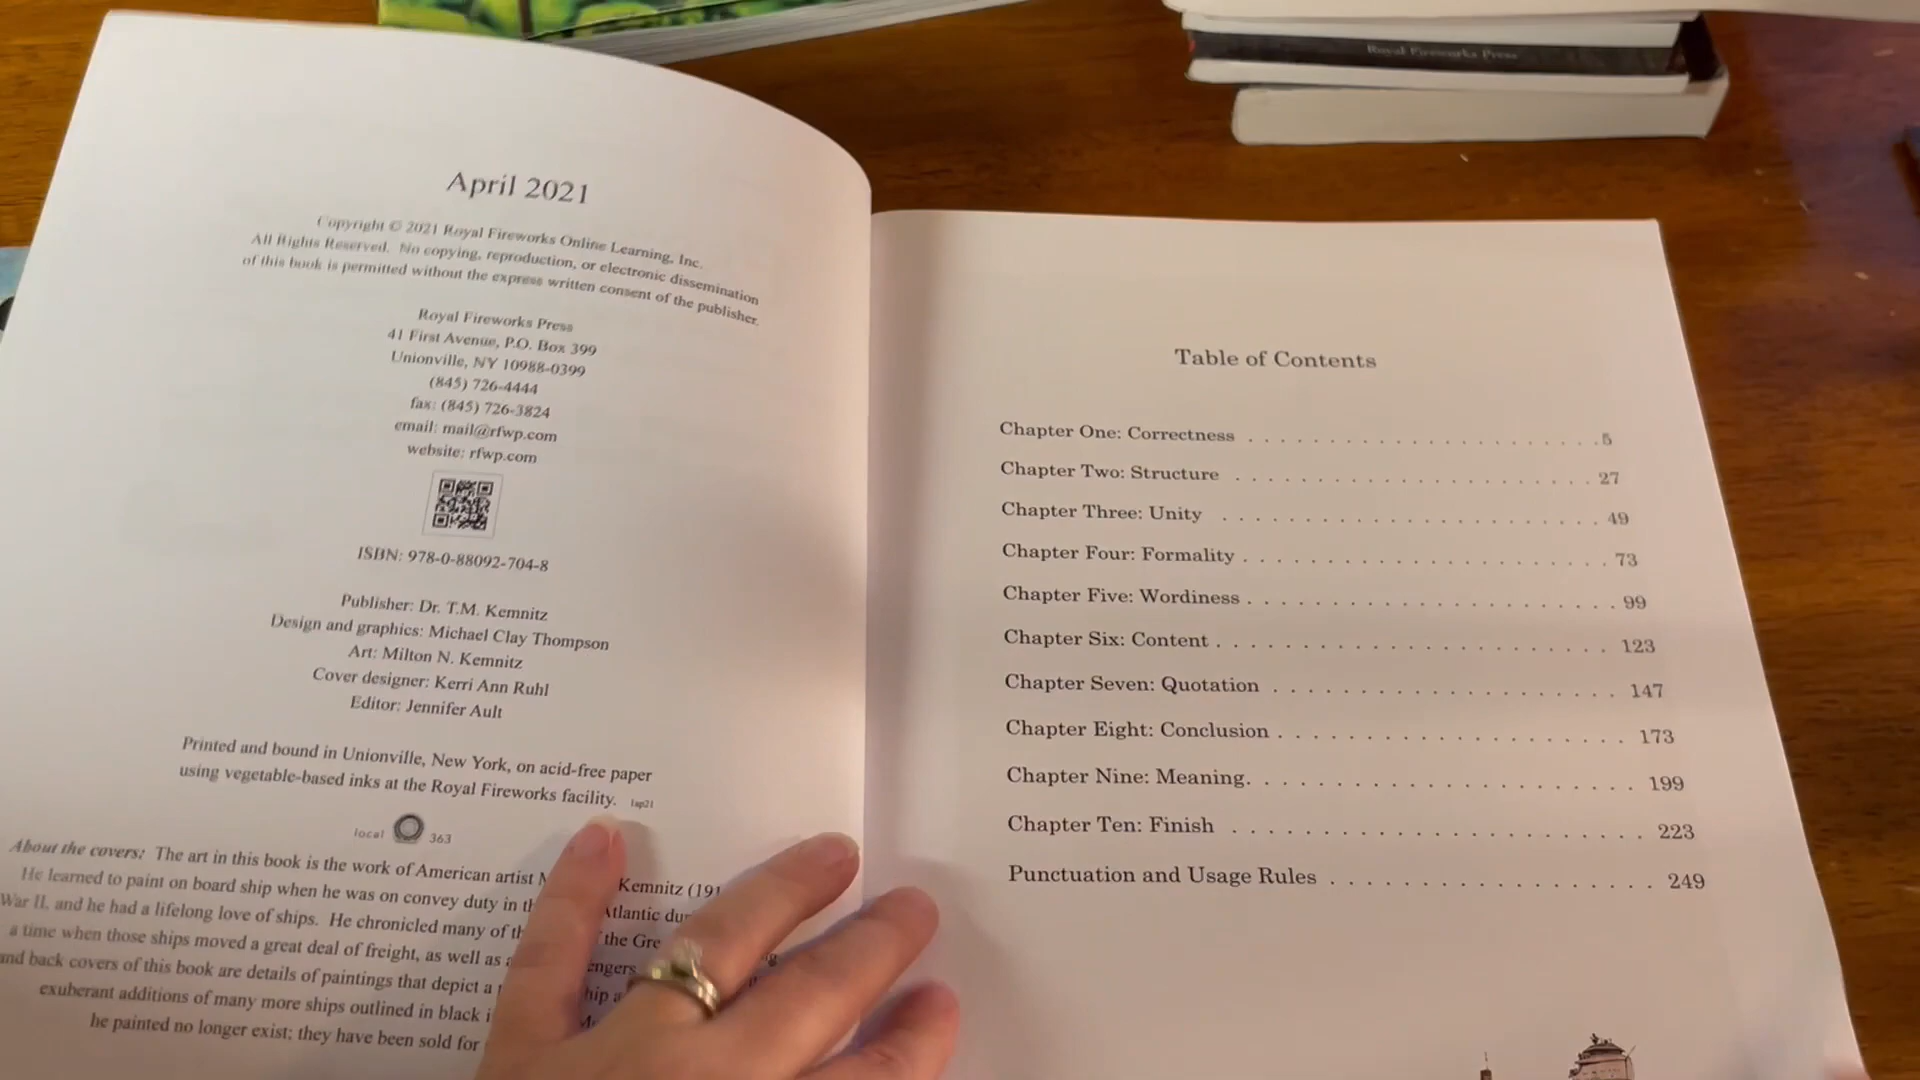 Royal Fireworks Press
April 2021
Copyright © 2021 Royal Fireworks Online Learning, Inc.
All Rights Reserved. No copying, reproduction, or electronic dissemination
of this book is permitted without the express written consent of the publisher.
Royal Fireworks Press
41 First Avenue, P.O. Box 399
Unionville, NY 10988-0399
(845) 726-4444
fax: (845) 726-3824
email: mail@rfwp.com
website: rfwp.com
ISBN: 978-0-88092-704-8
Publisher: Dr. T.M. Kemnitz
Design and graphics: Michael Clay Thompson
Art: Milton N. Kemnitz
Cover designer: Kerri Ann Ruhl
Editor: Jennifer Ault
Printed and bound in Unionville, New York, on acid-free paper
using vegetable-based inks at the Royal Fireworks facility. 1ap21
local 363
About the covers: The art in this book is the work of American artist Kemnitz (191
He learned to paint on board ship when he was on convey duty in Atlantic
War II, and he had a lifelong love of ships. He chronicled many of the
a time when those ships moved a great deal of freight, as well as
and back covers of this book are details of paintings that depict a
exuberant additions of many more ships outlined in black
he painted no longer exist; they have been sold for
Table of Contents
Chapter One: Correctness . . . . . . . . . . . . . . . . . . . . . . 5
Chapter Two: Structure . . . . . . . . . . . . . . . . . . . . . . 27
Chapter Three: Unity . . . . . . . . . . . . . . . . . . . . . . 49
Chapter Four: Formality . . . . . . . . . . . . . . . . . . . . . . 73
Chapter Five: Wordiness . . . . . . . . . . . . . . . . . . . . . . 99
Chapter Six: Content . . . . . . . . . . . . . . . . . . . . . . 123
Chapter Seven: Quotation . . . . . . . . . . . . . . . . . . . . 147
Chapter Eight: Conclusion . . . . . . . . . . . . . . . . . . . . 173
Chapter Nine: Meaning. . . . . . . . . . . . . . . . . . . . . . 199
Chapter Ten: Finish . . . . . . . . . . . . . . . . . . . . . . . 223
Punctuation and Usage Rules . . . . . . . . . . . . . . . . . . 249